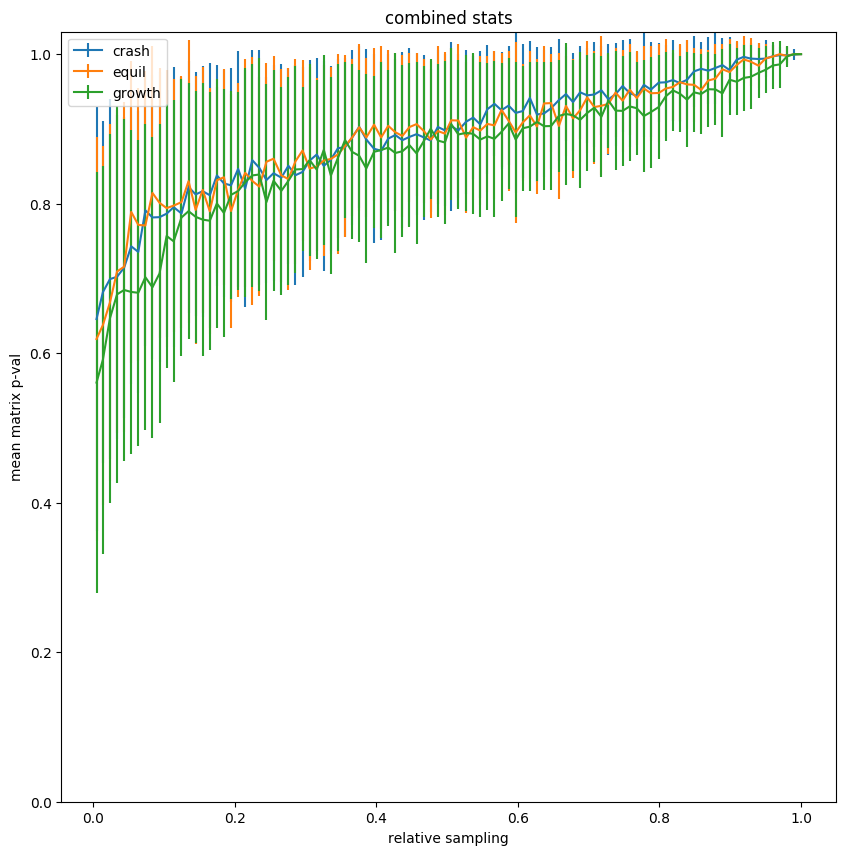 combined stats
crash
equil
growth
mean matrix p-val
1.0
0.8
0.6
0.4
0.2
0.0
0.0 0.2 0.4 0.6 0.8 1.0
relative sampling